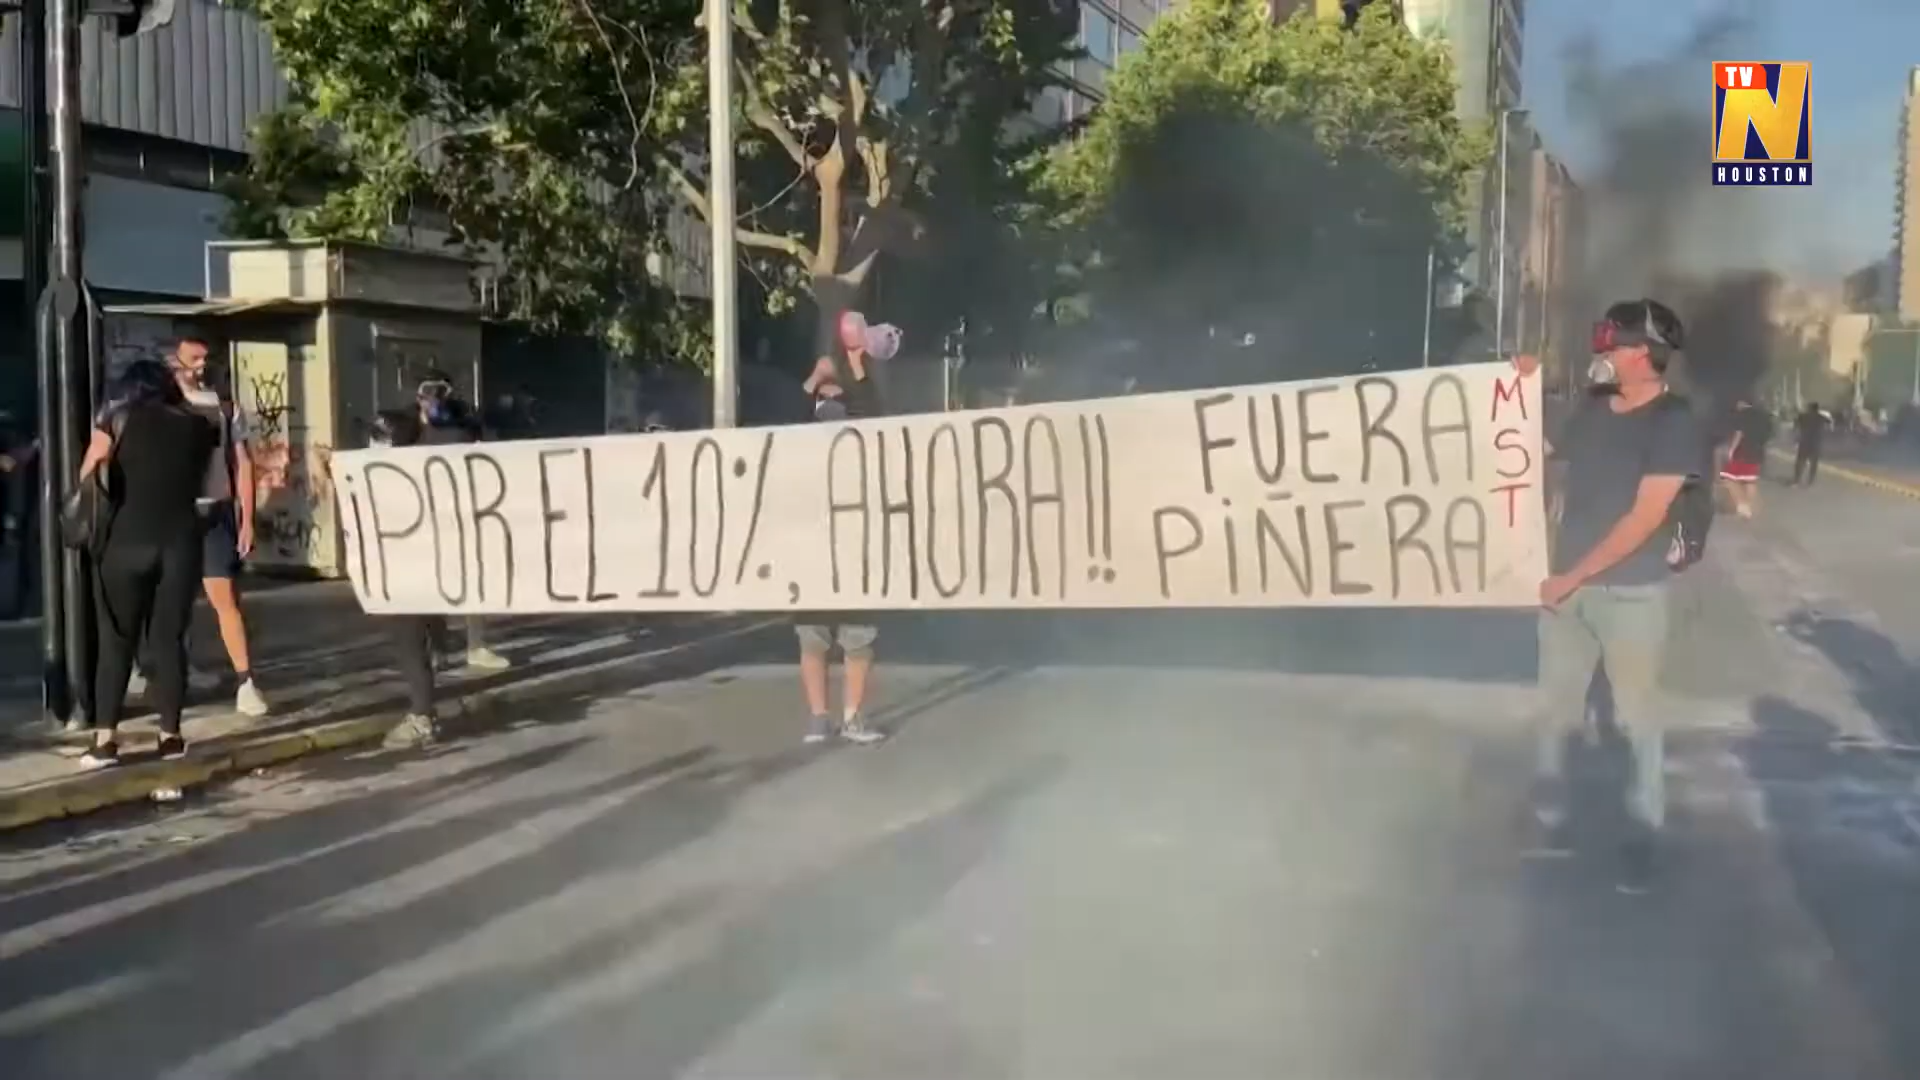 TV
N
HOUSTON
¡POR EL 10%, AHORA!!
FUERA
PIÑERA
MST